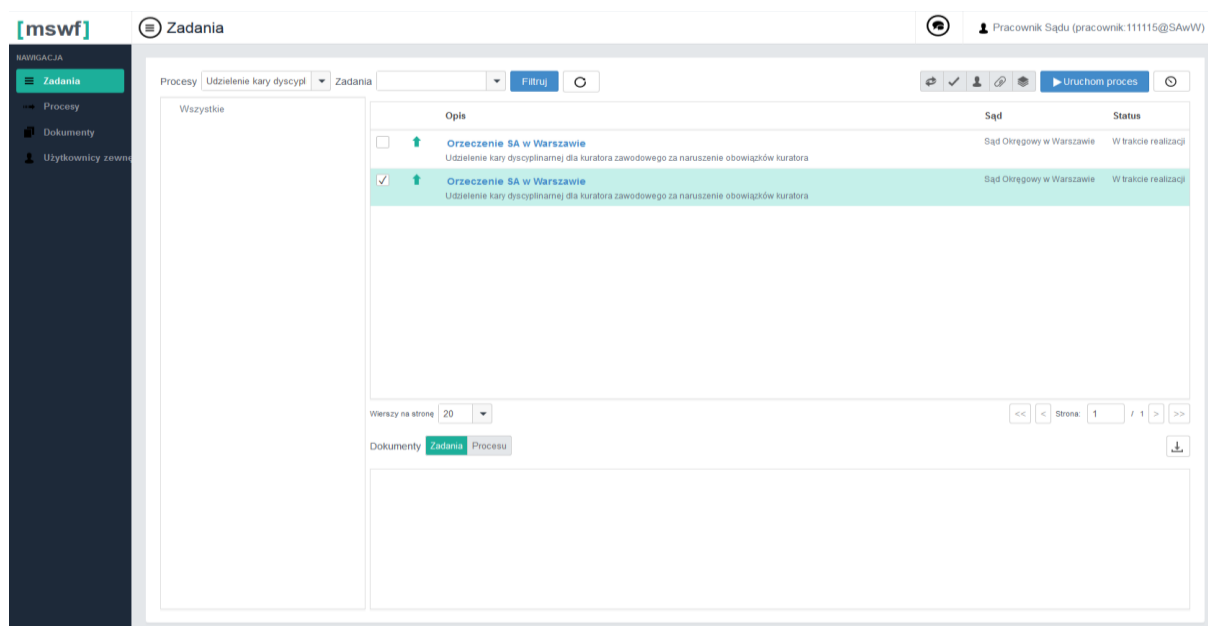 [mswf]
Zadania
Pracownik Sądu (pracownik:111115@SAwW)
NAWIGACJA
Zadania
Procesy
Dokumenty
Użytkownicy zewnę
Procesy Udzielenie kary dyscypl Zadania Filtruj Uruchom proces
Wszystkie
Opis Sąd Status
Orzeczenie SA w Warszawie Sąd Okręgowy w Warszawie W trakcie realizacji
Udzielenie kary dyscyplinarnej dla kuratora zawodowego za naruszenie obowiązków kuratora
Orzeczenie SA w Warszawie Sąd Okręgowy w Warszawie W trakcie realizacji
Udzielenie kary dyscyplinarnej dla kuratora zawodowego za naruszenie obowiązków kuratora
Wierszy na stronę 20 << < Strona: 1 / 1 > >>
Dokumenty Zadania Procesu